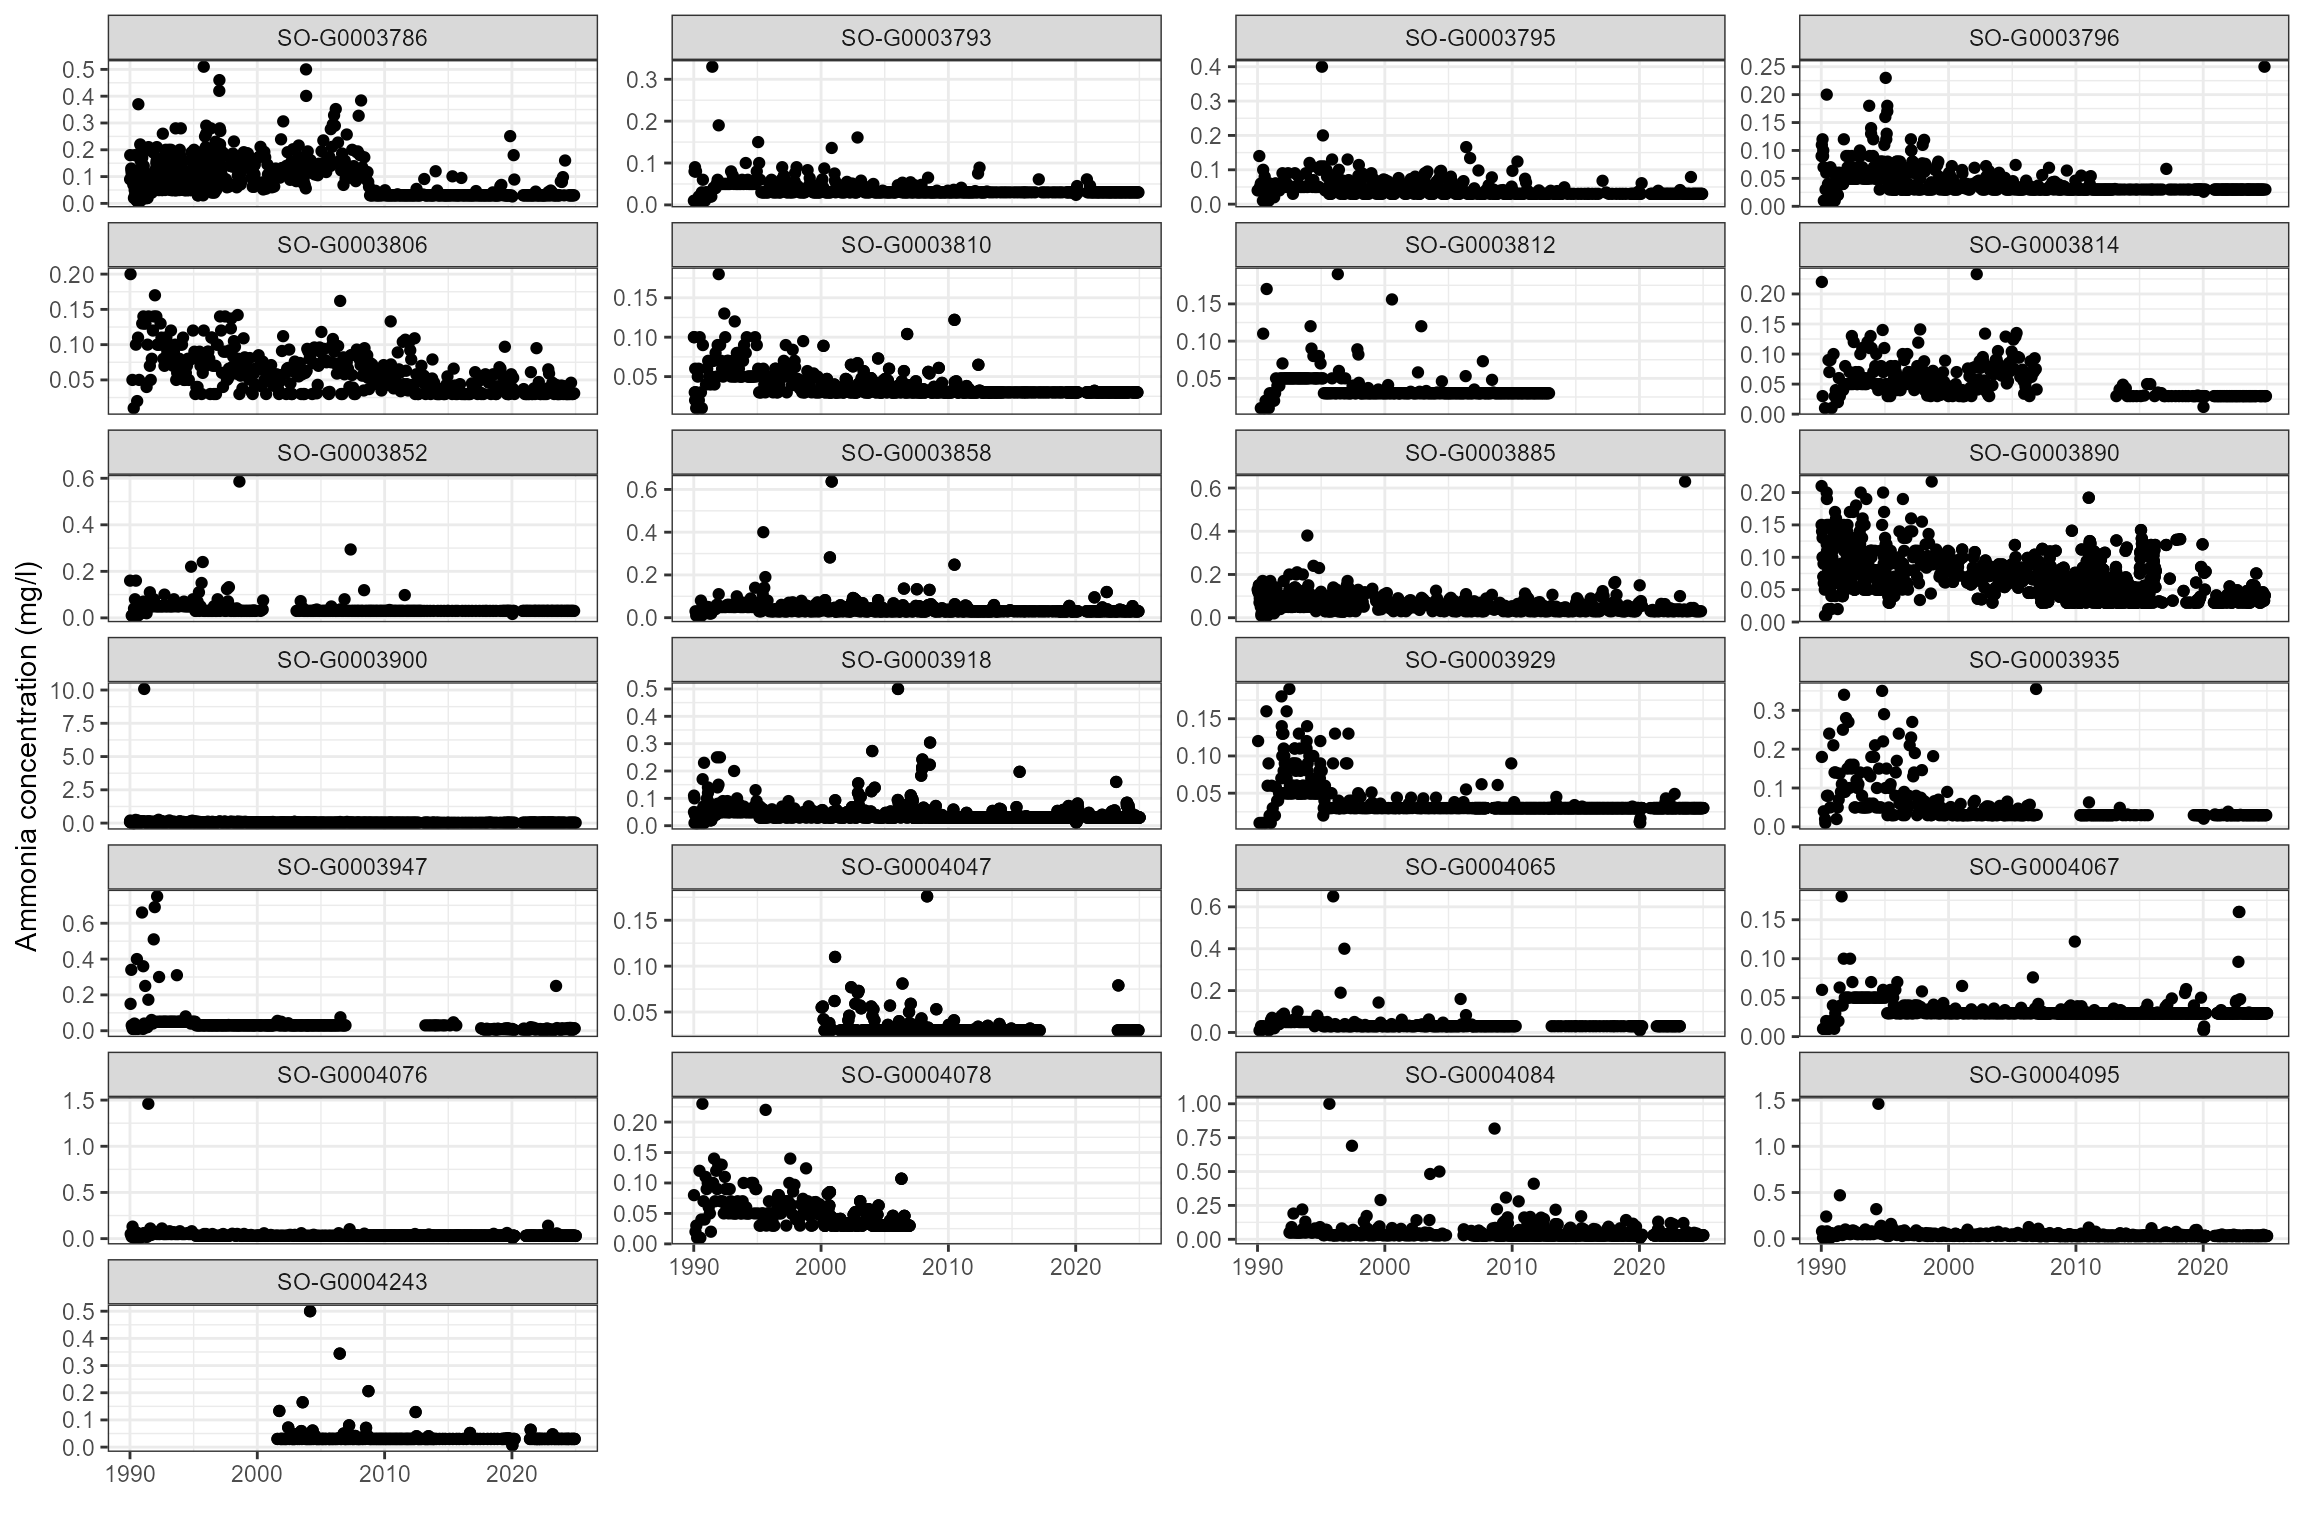 Ammonia concentration (mg/l)
SO-G0003786 SO-G0003793 SO-G0003795 SO-G0003796
0.5 0.4 0.3 0.2 0.1 0.0
0.3 0.2 0.1 0.0
0.4 0.3 0.2 0.1 0.0
0.25 0.20 0.15 0.10 0.05 0.00
SO-G0003806 SO-G0003810 SO-G0003812 SO-G0003814
0.20 0.15 0.10 0.05
0.15 0.10 0.05
0.15 0.10 0.05
0.20 0.15 0.10 0.05 0.00
SO-G0003852 SO-G0003858 SO-G0003885 SO-G0003890
0.6 0.4 0.2 0.0
0.6 0.4 0.2 0.0
0.6 0.4 0.2 0.0
0.20 0.15 0.10 0.05 0.00
SO-G0003900 SO-G0003918 SO-G0003929 SO-G0003935
10.0 7.5 5.0 2.5 0.0
0.5 0.4 0.3 0.2 0.1 0.0
0.15 0.10 0.05
0.3 0.2 0.1 0.0
SO-G0003947 SO-G0004047 SO-G0004065 SO-G0004067
0.6 0.4 0.2 0.0
0.15 0.10 0.05
0.6 0.4 0.2 0.0
0.15 0.10 0.05 0.00
SO-G0004076 SO-G0004078 SO-G0004084 SO-G0004095
1.5 1.0 0.5 0.0
0.20 0.15 0.10 0.05 0.00
1.00 0.75 0.50 0.25 0.00
1.5 1.0 0.5 0.0
1990 2000 2010 2020
1990 2000 2010 2020
1990 2000 2010 2020
SO-G0004243
0.5 0.4 0.3 0.2 0.1 0.0
1990 2000 2010 2020